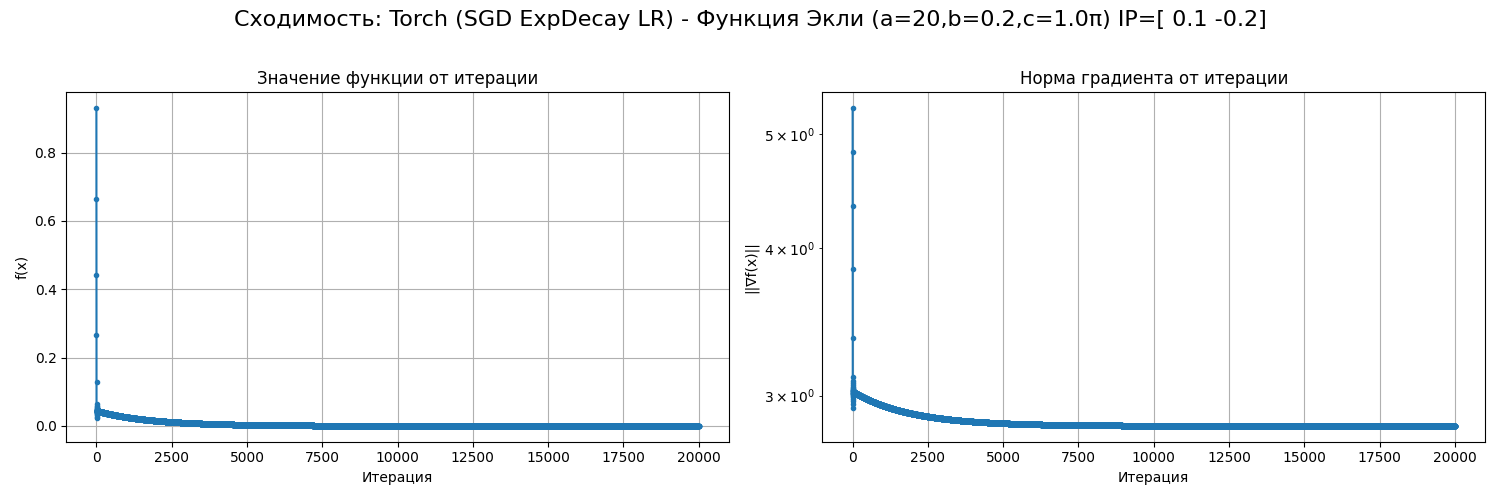 Сходимость: Torch (SGD ExpDecay LR) - Функция Экли (a=20,b=0.2,c=1.0π) IP=[ 0.1 -0.2]
Значение функции от итерации
f(x)
0.8
0.6
0.4
0.2
0.0
0 2500 5000 7500 10000 12500 15000 17500 20000
Итерация
Норма градиента от итерации
||∇f(x)||
5 × 10⁰
4 × 10⁰
3 × 10⁰
0 2500 5000 7500 10000 12500 15000 17500 20000
Итерация